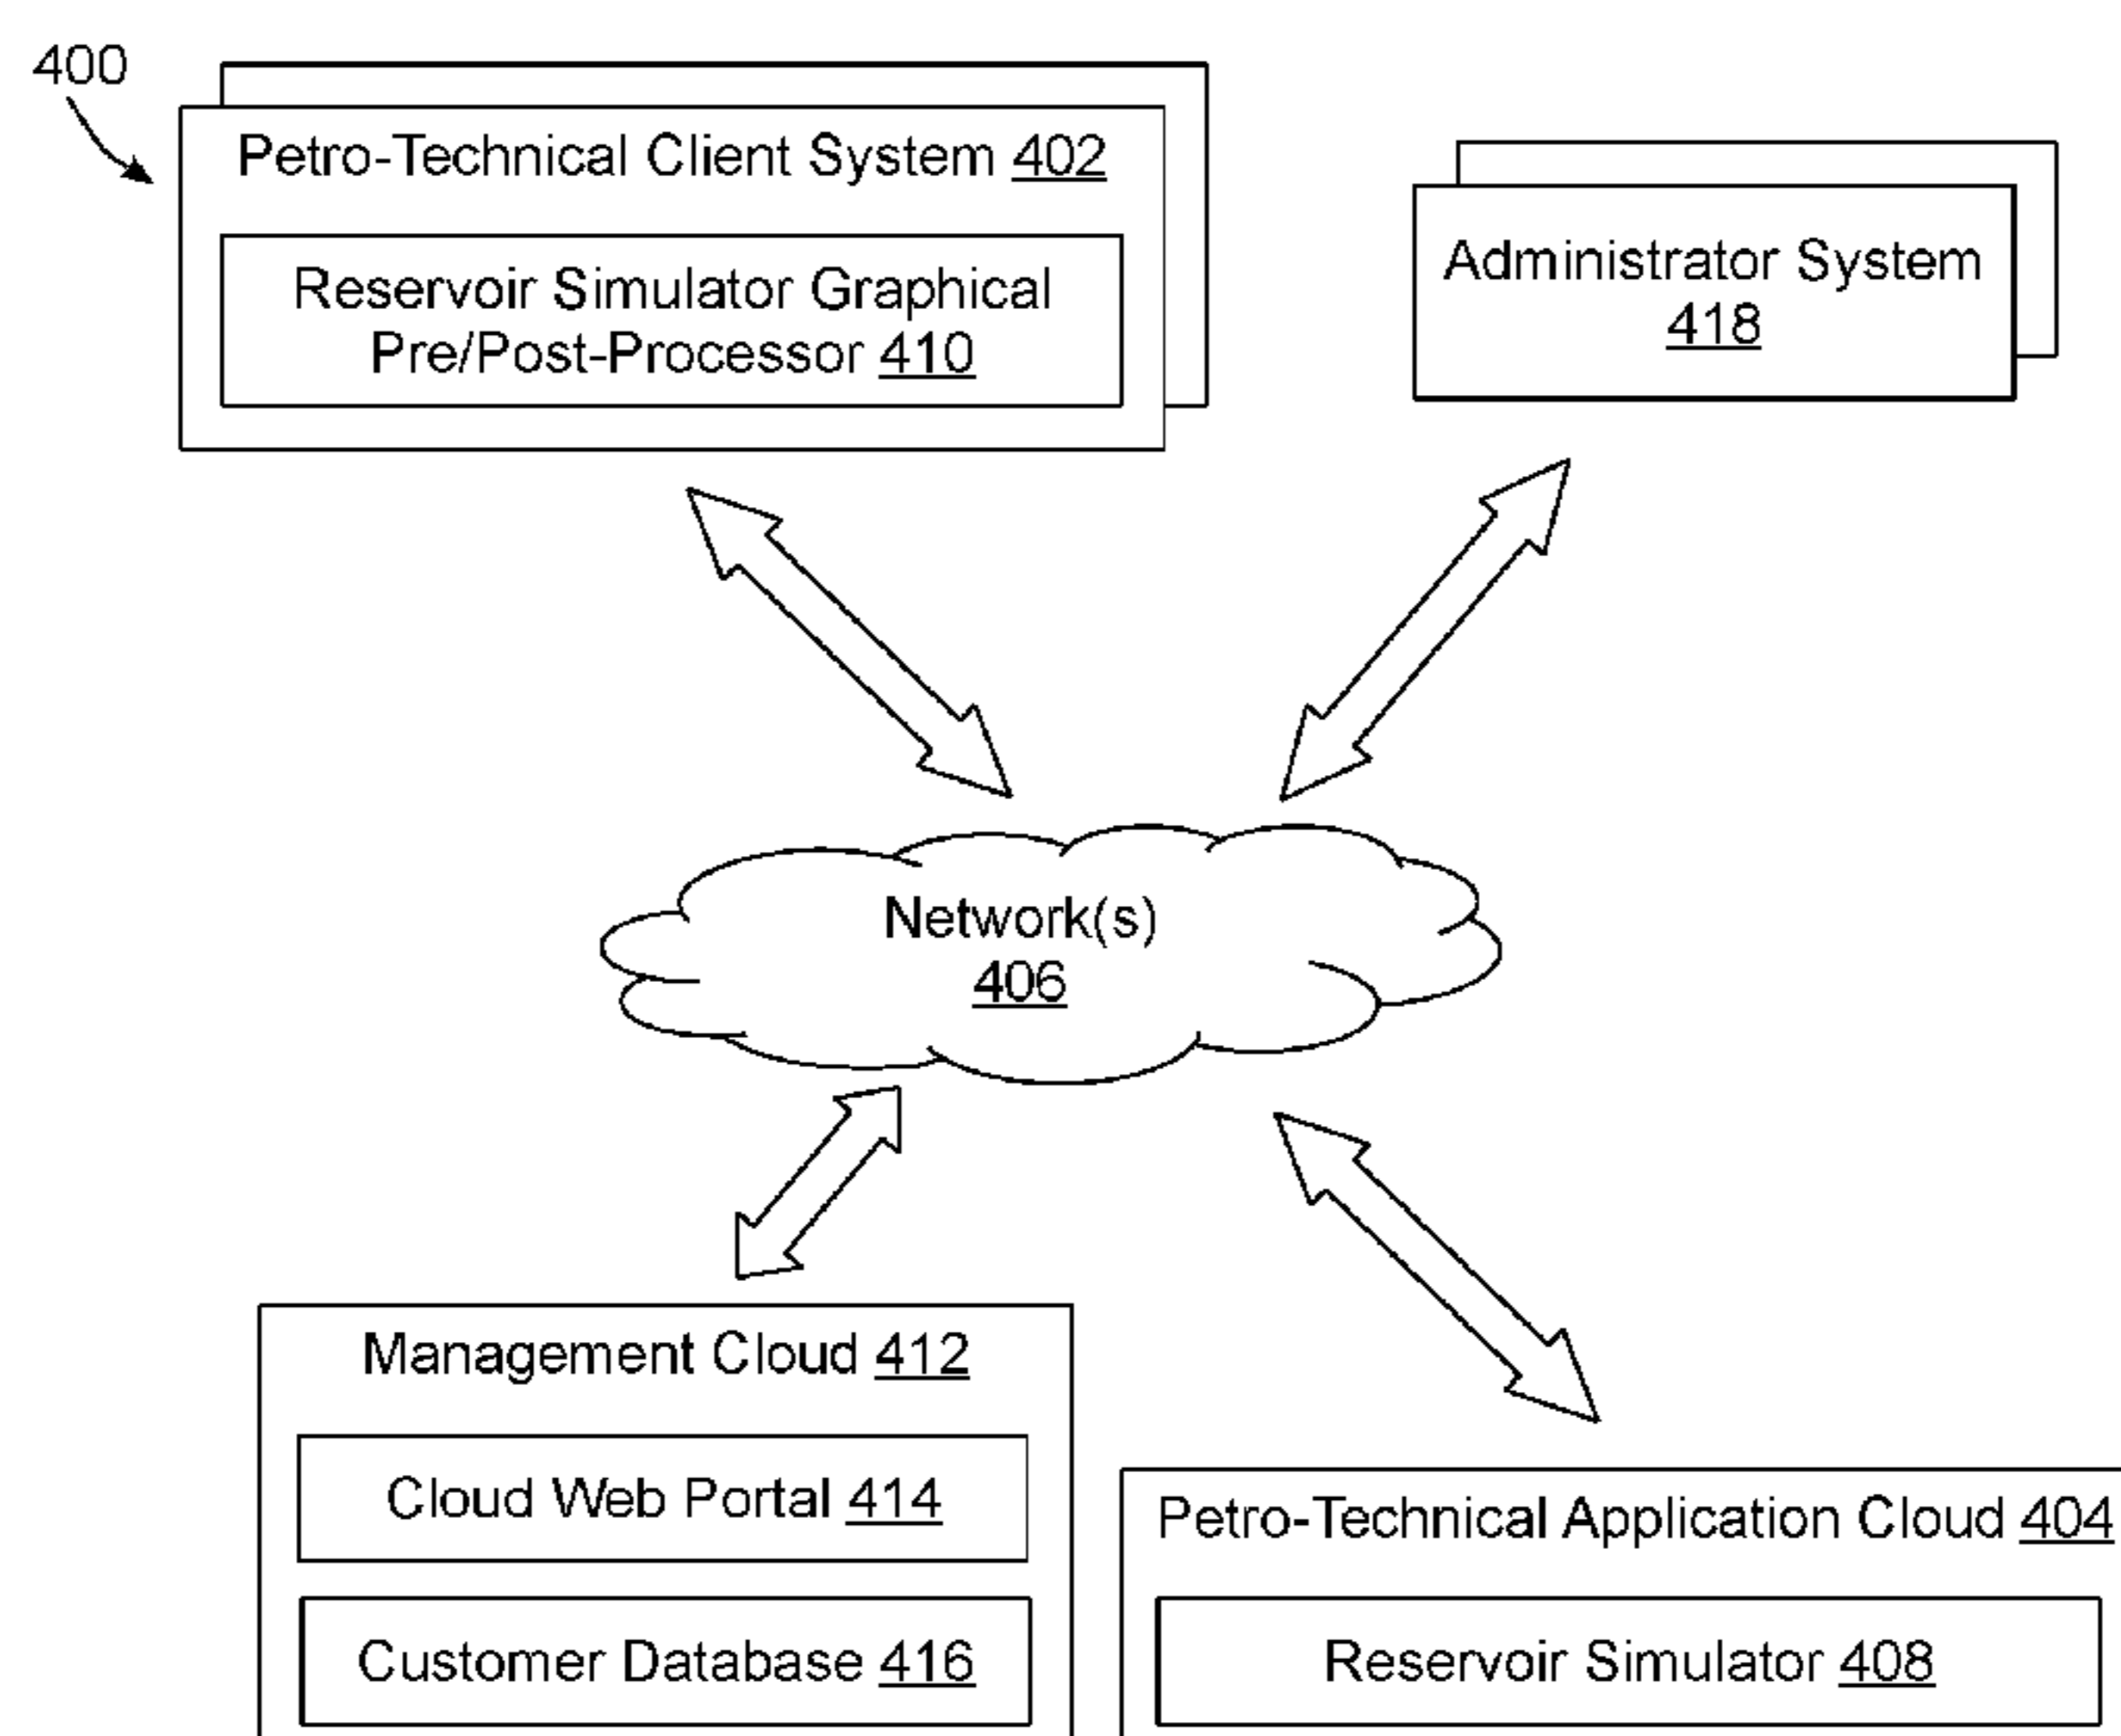 400
Petro-Technical Client System 402
Reservoir Simulator Graphical
Pre/Post-Processor 410
Administrator System
418
Network(s)
406
Management Cloud 412
Cloud Web Portal 414
Customer Database 416
Petro-Technical Application Cloud 404
Reservoir Simulator 408